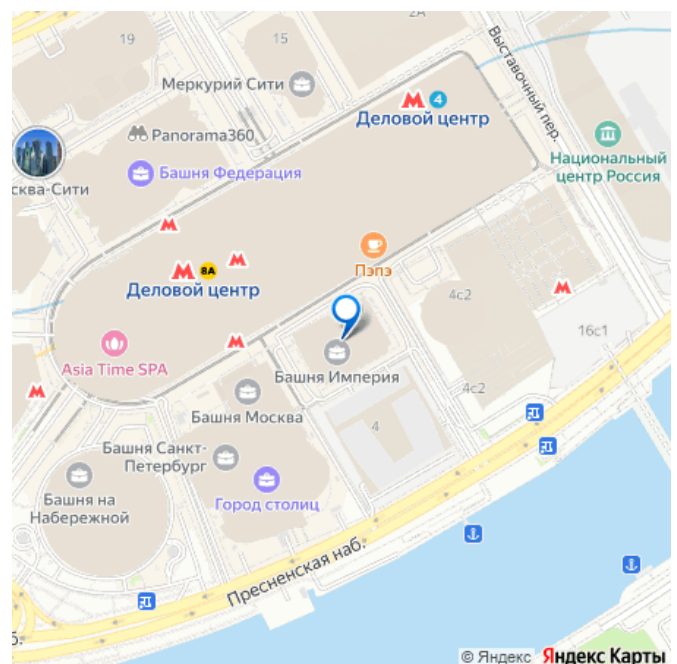 2А
19
15
Выставочный пер.
Меркурий Сити
4
Деловой центр
Panorama360
Национальный
центр Россия
сква-Сити
Башня Федерация
8А
Деловой центр
Пэпэ
4с2
16с1
Asia Time SPA
Башня Империя
4с2
Башня Москва
4
Башня Санкт-
Петербург
Башня на
Набережной
Город столиц
Пресненская наб.
б.
© Яндекс Яндекс Карты